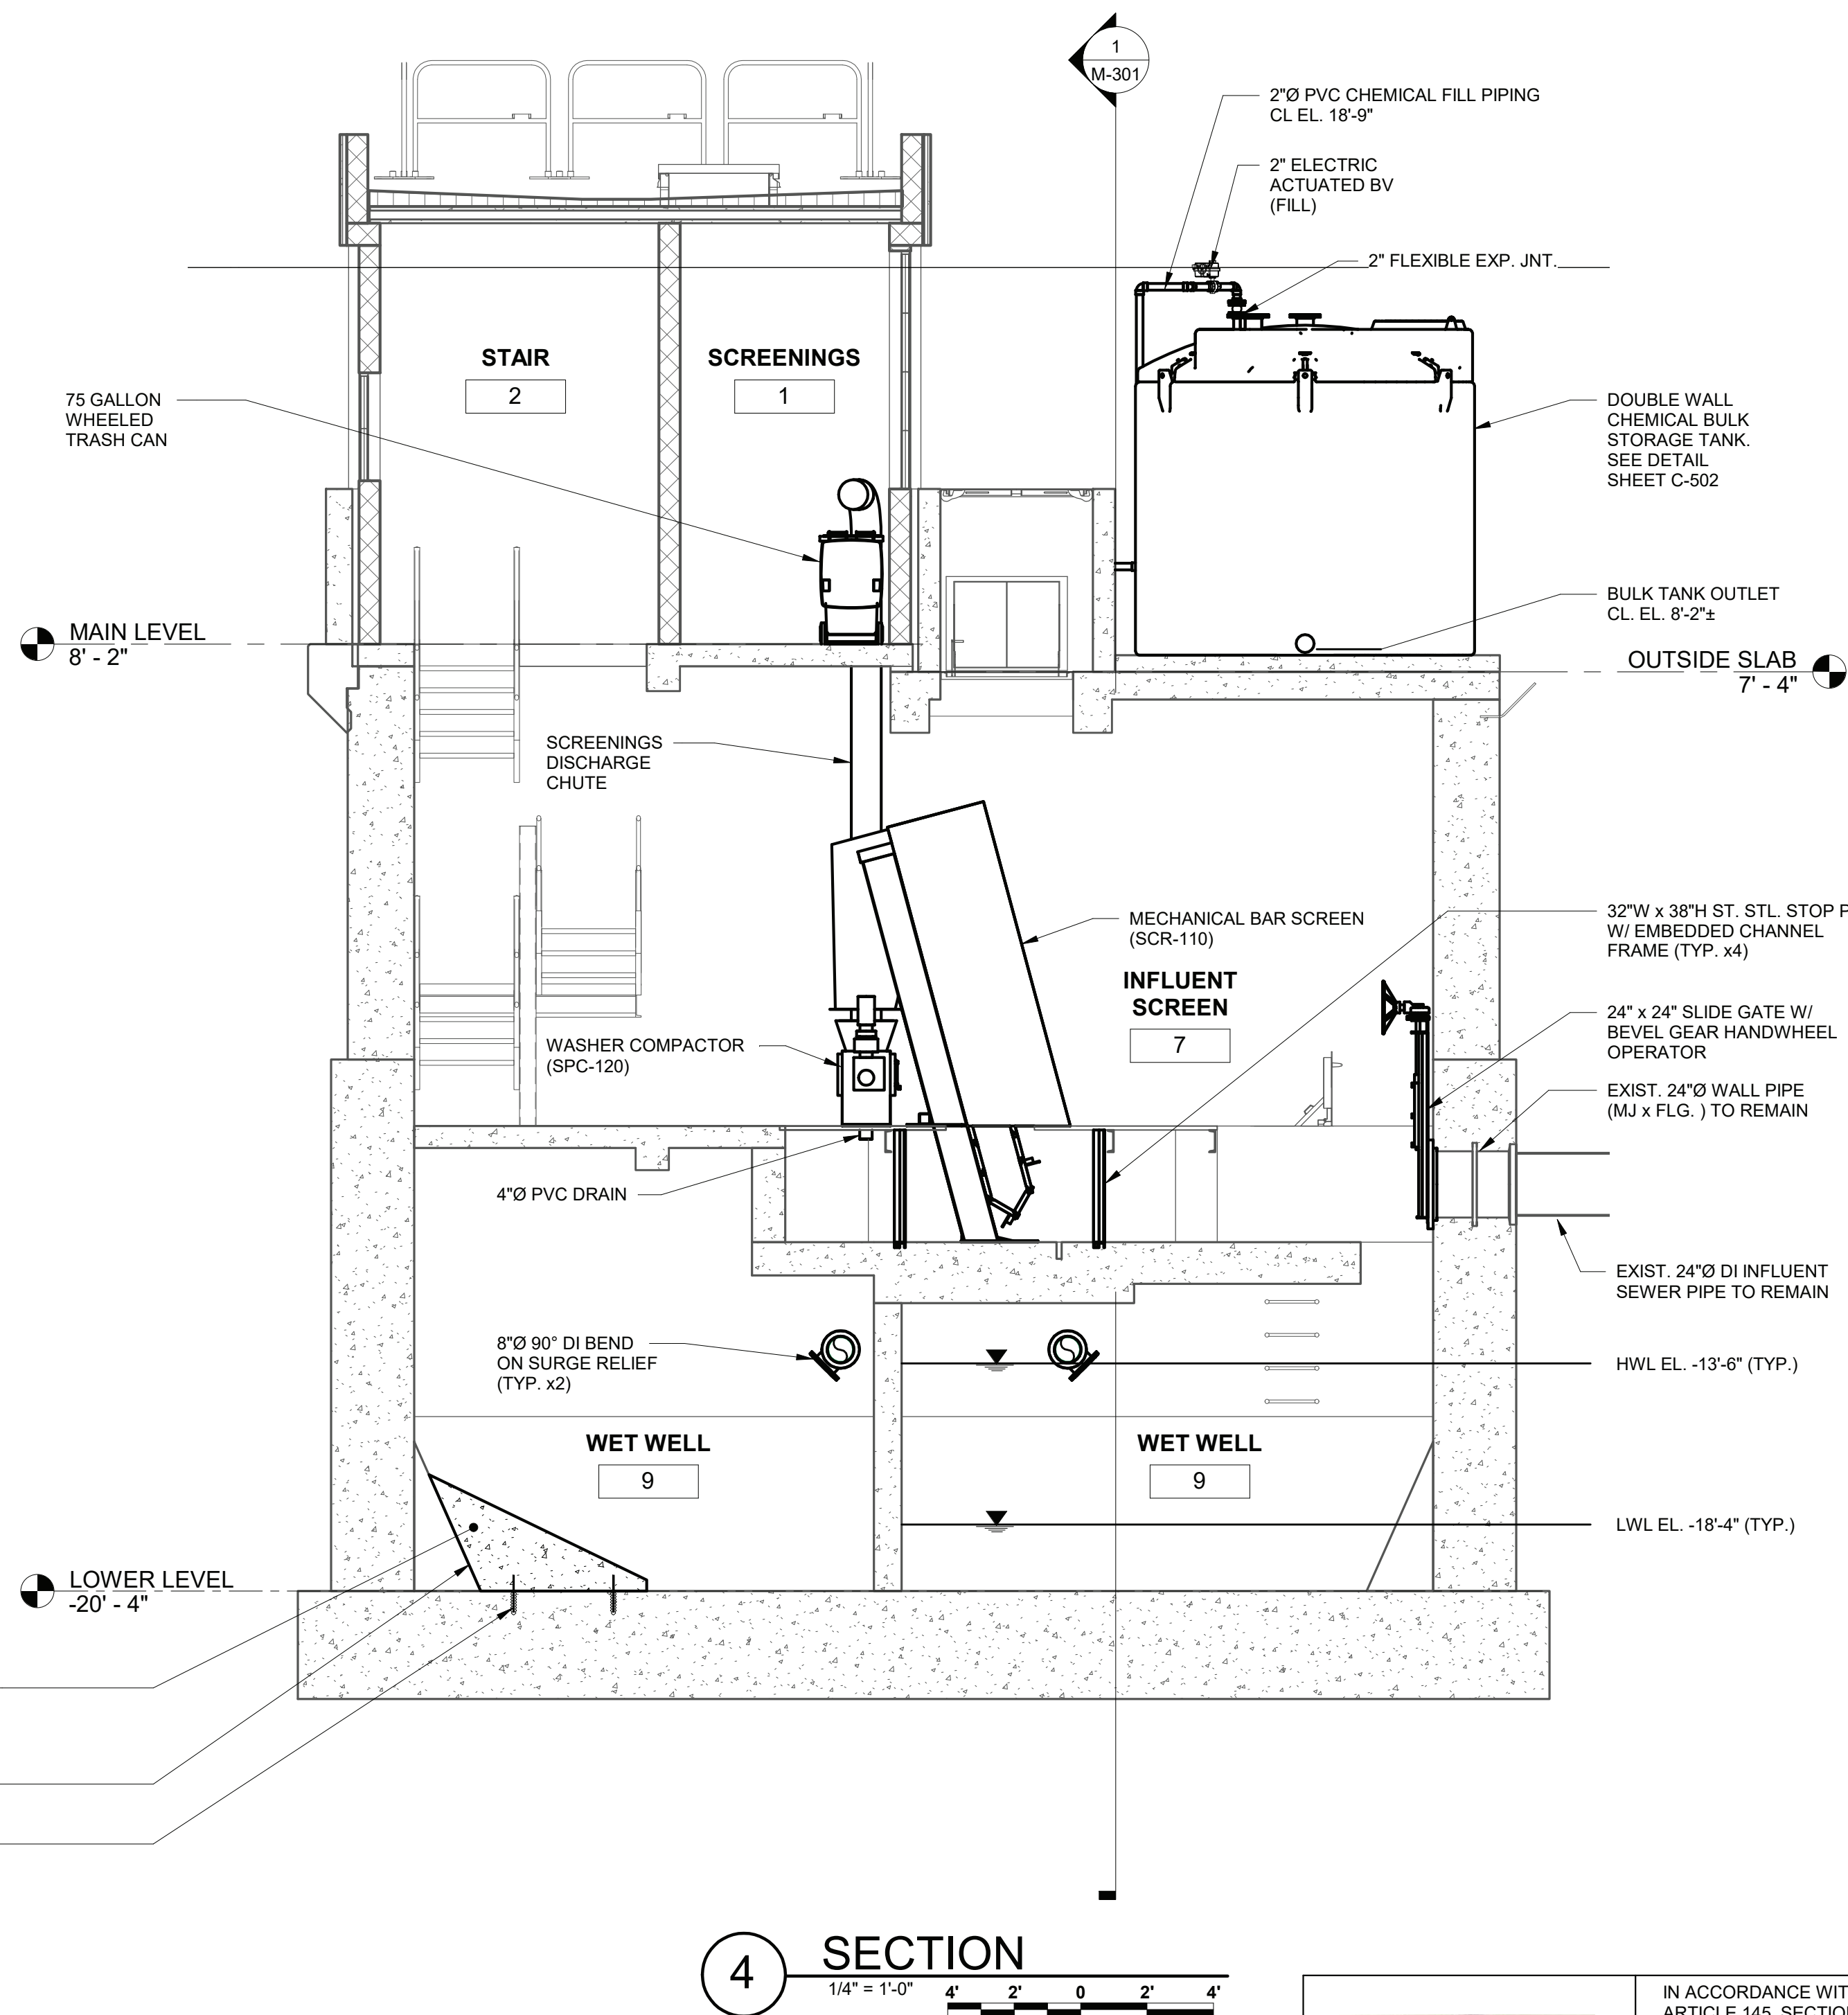 1
M-301
2"Ø PVC CHEMICAL FILL PIPING
CL EL. 18'-9"
2" ELECTRIC
ACTUATED BV
(FILL)
2" FLEXIBLE EXP. JNT.
STAIR
2
SCREENINGS
1
75 GALLON
WHEELED
TRASH CAN
DOUBLE WALL
CHEMICAL BULK
STORAGE TANK.
SEE DETAIL
SHEET C-502
BULK TANK OUTLET
CL. EL. 8'-2"±
MAIN LEVEL
8' - 2"
OUTSIDE SLAB
7' - 4"
SCREENINGS
DISCHARGE
CHUTE
MECHANICAL BAR SCREEN
(SCR-110)
32"W x 38"H ST. STL. STOP P
W/ EMBEDDED CHANNEL
FRAME (TYP. x4)
INFLUENT
SCREEN
7
24" x 24" SLIDE GATE W/
BEVEL GEAR HANDWHEEL
OPERATOR
WASHER COMPACTOR
(SPC-120)
EXIST. 24"Ø WALL PIPE
(MJ x FLG. ) TO REMAIN
4"Ø PVC DRAIN
EXIST. 24"Ø DI INFLUENT
SEWER PIPE TO REMAIN
8"Ø 90° DI BEND
ON SURGE RELIEF
(TYP. x2)
HWL EL. -13'-6" (TYP.)
WET WELL
9
WET WELL
9
LWL EL. -18'-4" (TYP.)
LOWER LEVEL
-20' - 4"
4
SECTION
1/4" = 1'-0"
4' 2' 0 2' 4'
IN ACCORDANCE WIT
ARTICLE 145, SECTION